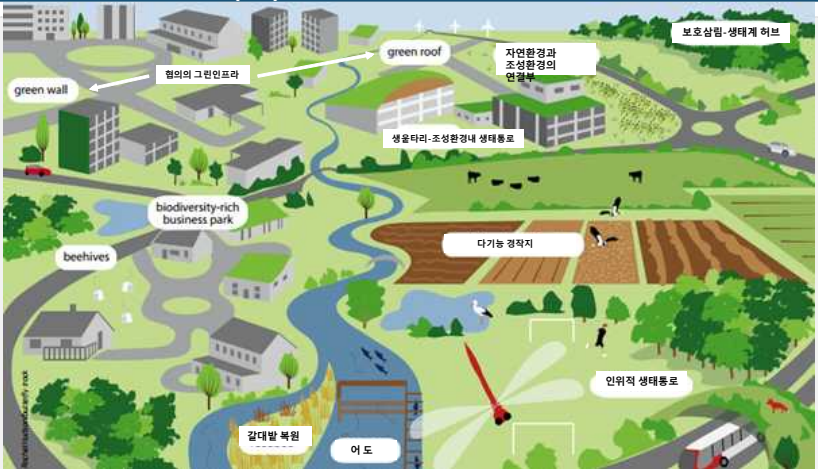 보호삼림-생태계 허브
green roof
자연환경과
조성환경의
연결부
협의의 그린인프라
green wall
생울타리-조성환경내 생태통로
biodiversity-rich
business park
다기능 경작지
beehives
인위적 생태통로
갈대밭 복원
어 도